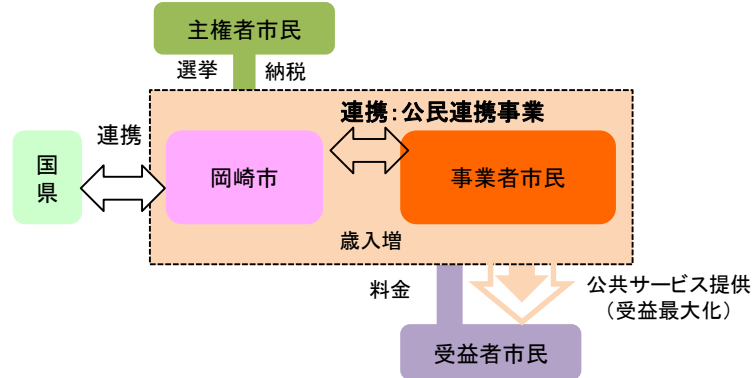 主権者市民
選挙
納税
連携：公民連携事業
連携
国
県
岡崎市
事業者市民
歳入増
料金
公共サービス提供
（受益最大化）
受益者市民